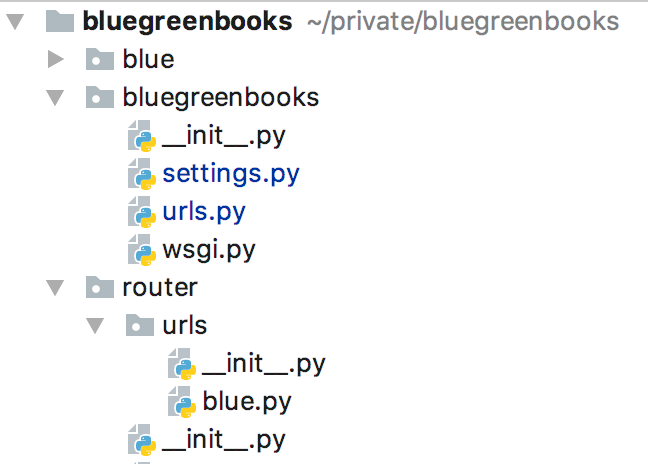 bluegreenbooks ~/private/bluegreenbooks
blue
bluegreenbooks
__init__.py
settings.py
urls.py
wsgi.py
router
urls
__init__.py
blue.py
__init__.py